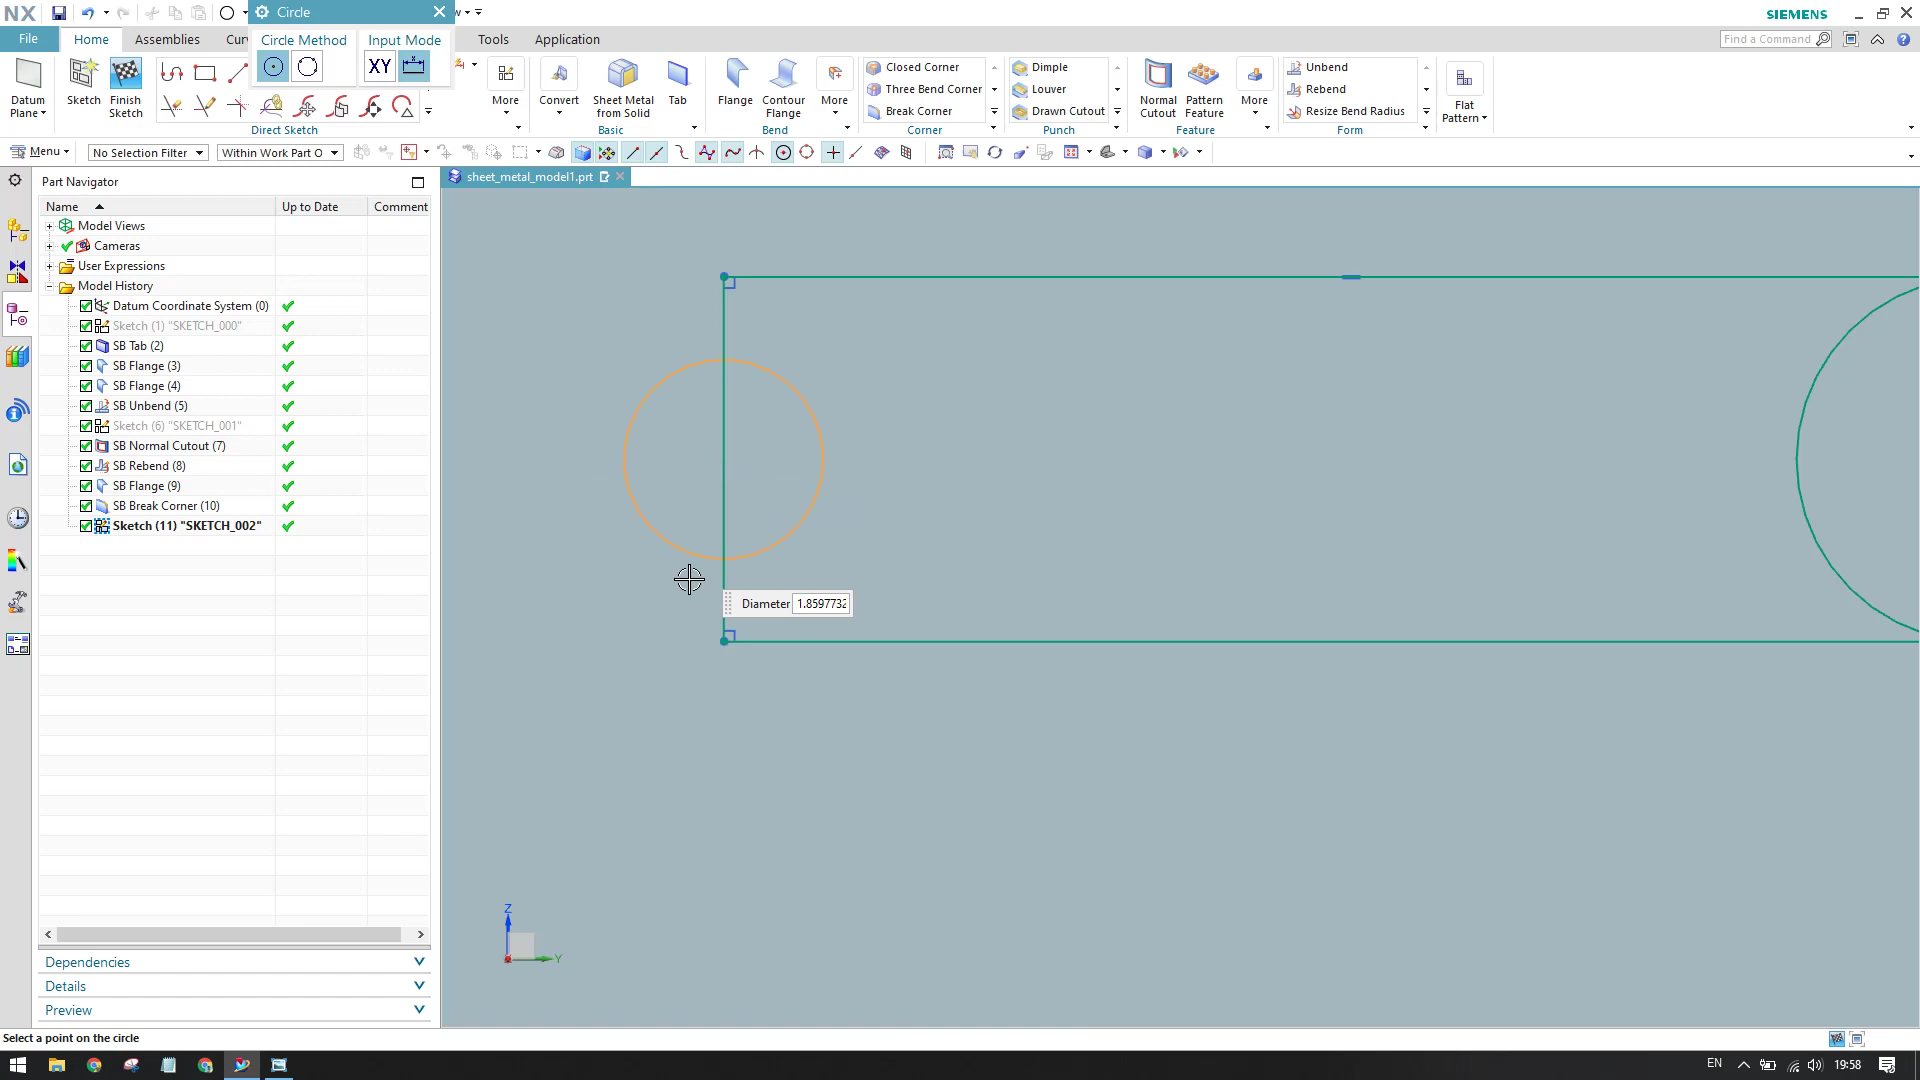 NX
Circle
SIEMENS
File
Home
Assemblies
Tools
Application
Circle Method
Input Mode
XY
Find a Command
Datum Plane
Sketch
Finish Sketch
Direct Sketch
More
Convert
Sheet Metal from Solid
Tab
Basic
Flange
Contour Flange
More
Bend
Closed Corner
Three Bend Corner
Break Corner
Corner
Dimple
Louver
Drawn Cutout
Punch
Normal Cutout
Pattern Feature
More
Feature
Unbend
Rebend
Resize Bend Radius
Form
Flat Pattern
Menu
No Selection Filter
Within Work Part O
Part Navigator
sheet_metal_model1.prt
Name
Up to Date
Comment
Model Views
Cameras
User Expressions
Model History
Datum Coordinate System (0)
Sketch (1) "SKETCH_000"
SB Tab (2)
SB Flange (3)
SB Flange (4)
SB Unbend (5)
Sketch (6) "SKETCH_001"
SB Normal Cutout (7)
SB Rebend (8)
SB Flange (9)
SB Break Corner (10)
Sketch (11) "SKETCH_002"
Diameter 1.8597732
Z
Y
Dependencies
Details
Preview
Select a point on the circle
EN
19:58